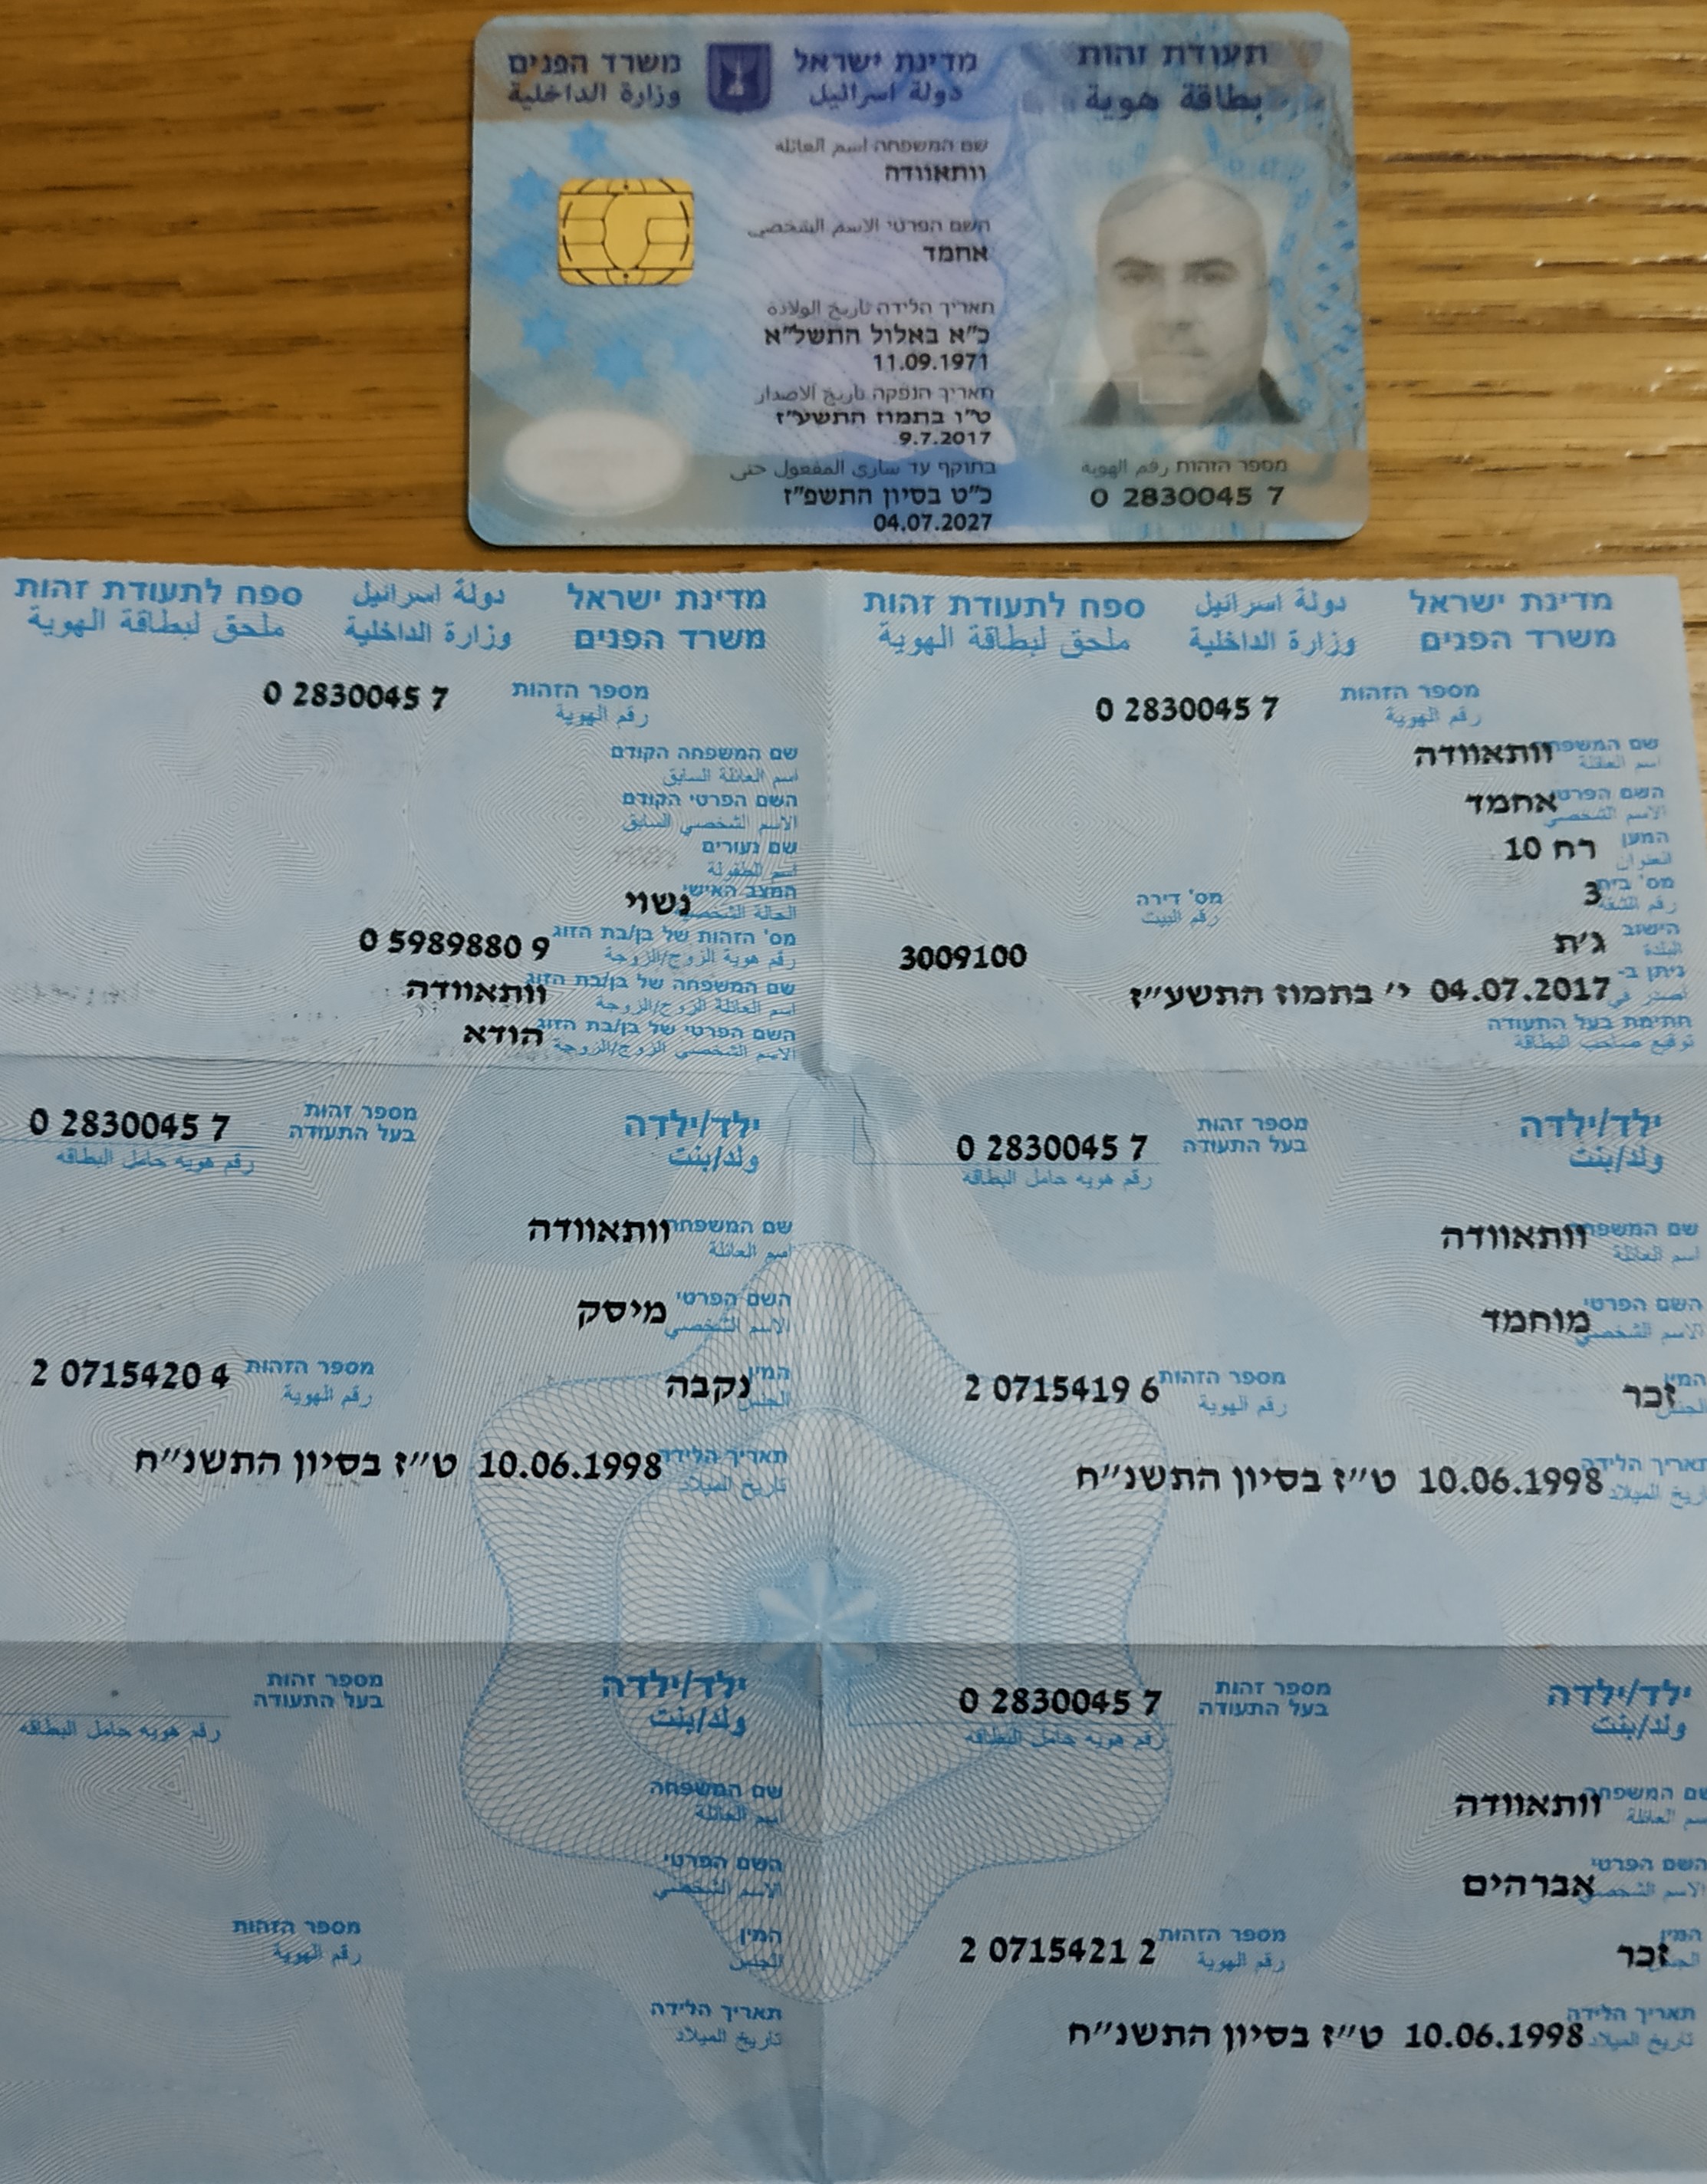 תעודת זהות
بطاقة هوية
מדינת ישראל
دولة اسرائيل
משרד הפנים
وزارة الداخلية
שם המשפחה اسم العائلة
וותאוודה
השם הפרטי الاسم الشخصي
אחמד
תאריך הלידה تاريخ الولادة
כ"א באלול התשל"א
11.09.1971
תאריך הנפקה تاريخ الاصدار
ט"ו בתמוז התשע"ז
9.7.2017
בתוקף עד ساري المفعول حتى
כ"ט בסיון התשפ"ז
04.07.2027
מספר הזהות رقم الهوية
0 2830045 7
מדינת ישראל دولة اسرائيل ספח לתעודת זהות
משרד הפנים وزارة الداخلية ملحق لبطاقة الهوية
מספר הזהות 0 2830045 7
رقم الهوية
שם המשפחה וותאוודה
اسم العائلة
השם הפרטי אחמד
الاسم الشخصي
המען רח 10
العنوان
מס' בית 3 מס' דירה
رقم الشقة رقم البيت
הישוב ג'ת 3009100
البلدة
ניתן ב- 04.07.2017 י' בתמוז התשע"ז
أصدر في
חתימת בעל התעודה
توقيع صاحب البطاقة
מדינת ישראל دولة اسرائيل ספח לתעודת זהות
משרד הפנים وزارة الداخلية ملحق لبطاقة الهوية
מספר הזהות 0 2830045 7
رقم الهوية
שם המשפחה הקודם
اسم العائلة السابق
השם הפרטי הקודם
الاسم الشخصي السابق
שם נעורים
اسم الطفولة
המצב האישי נשוי
الحالة الشخصية
מס' הזהות של בן/בת הזוג 0 5989880 9
رقم هوية الزوج/الزوجة
שם המשפחה של בן/בת הזוג וותאוודה
اسم العائلة الزوج/الزوجة
השם הפרטי של בן/בת הזוג הודא
الاسم الشخصي الزوج/الزوجة
ילד/ילדה מספר זהות 0 2830045 7
ولد/بنت בעל התעודה
رقم هويه حامل البطاقه
שם המשפחה וותאוודה
اسم العائلة
השם הפרטי מוחמד
الاسم الشخصي
המין זכר מספר הזהות 2 0715419 6
الجنس رقم الهوية
תאריך הלידה 10.06.1998 ט"ז בסיון התשנ"ח
تاريخ الميلاد
ילד/ילדה מספר זהות 0 2830045 7
ولد/بنت בעל התעודה
رقم هويه حامل البطاقه
שם המשפחה וותאוודה
اسم العائلة
השם הפרטי מיסק
الاسم الشخصي
המין נקבה מספר הזהות 2 0715420 4
الجنس رقم الهوية
תאריך הלידה 10.06.1998 ט"ז בסיון התשנ"ח
تاريخ الميلاد
ילד/ילדה מספר זהות 0 2830045 7
ولد/بنت בעל התעודה
رقم هويه حامل البطاقه
שם המשפחה וותאוודה
اسم العائلة
השם הפרטי אברהים
الاسم الشخصي
המין זכר מספר הזהות 2 0715421 2
الجنس رقم الهوية
תאריך הלידה 10.06.1998 ט"ז בסיון התשנ"ח
تاريخ الميلاد
ילד/ילדה מספר זהות
ولد/بنت בעל התעודה
رقم هويه حامل البطاقه
שם המשפחה
اسم العائلة
השם הפרטי
الاسم الشخصي
המין מספר הזהות
الجنس رقم الهوية
תאריך הלידה
تاريخ الميلاد